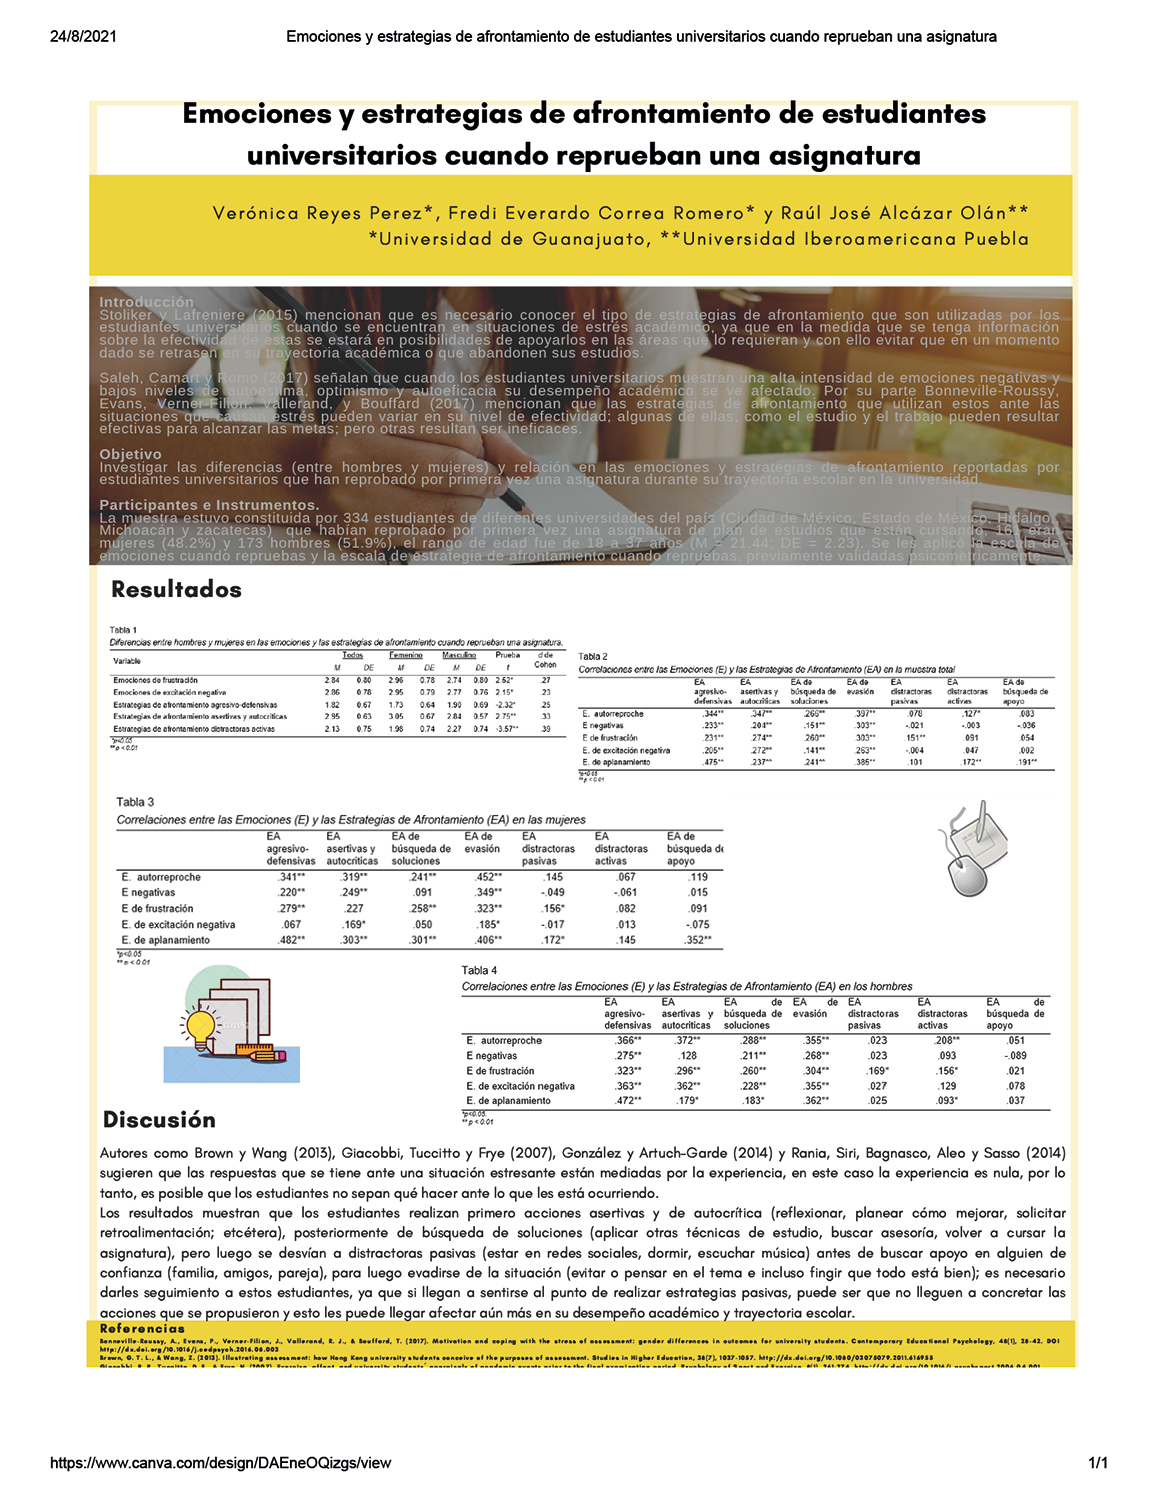 24/8/2021
Emociones y estrategias de afrontamiento de estudiantes universitarios cuando reprueban una asignatura
Emociones y estrategias de afrontamiento de estudiantes
universitarios cuando reprueban una asignatura
Verónica Reyes Perez*, Fredi Everardo Correa Romero* y Raúl José Alcázar Olán**
*Universidad de Guanajuato, **Universidad Iberoamericana Puebla
Introducción
Stoliker y Lafreniere (2015) mencionan que es necesario conocer el tipo de estrategias de afrontamiento que son utilizadas por los
estudiantes universitarios cuando se encuentran en situaciones de estrés académico, ya que en la medida que se tenga información
sobre la efectividad de estas se estará en posibilidades de apoyarlos en las áreas que lo requieran y con ello evitar que en un momento
dado se retrasen en su trayectoria académica o que abandonen sus estudios.
Saleh, Camart y Romo (2017) señalan que cuando los estudiantes universitarios muestran una alta intensidad de emociones negativas y
bajos niveles de autoestima, optimismo y autoeficacia su desempeño académico se ve afectado. Por su parte Bonneville-Roussy,
Evans, Verner-Filion, Vallerand, y Bouffard (2017) mencionan que las estrategias de afrontamiento que utilizan estos ante las
situaciones que causan estrés pueden variar en su nivel de efectividad; algunas de ellas, como el estudio y el trabajo pueden resultar
efectivas para alcanzar las metas; pero otras resultan ser ineficaces.
Objetivo
Investigar las diferencias (entre hombres y mujeres) y relación en las emociones y estrategias de afrontamiento reportadas por
estudiantes universitarios que han reprobado por primera vez una asignatura durante su trayectoria escolar en la universidad.
Participantes e Instrumentos.
La muestra estuvo constituida por 334 estudiantes de diferentes universidades del país (Ciudad de México, Estado de México, Hidalgo,
Michoacán y zacatecas) que habían reprobado por primera vez una asignatura de plan de estudios que están cursando, 161 eran
mujeres (48.2%) y 173 hombres (51.9%), el rango de edad fue de 18 a 37 años (M = 21.44, DE = 2.23). Se les aplicó la escala de
emociones cuando repruebas y la escala de estrategia de afrontamiento cuando repruebas, previamente validadas psicométricamente.
Resultados
Tabla 1
Diferencias entre hombres y mujeres en las emociones y las estrategias de afrontamiento cuando reprueban una asignatura.
Variable Todos Femenino Masculino Prueba d de
M DE M DE M DE t Cohen
Emociones de frustración 2.84 0.80 2.96 0.78 2.74 0.80 2.52* .27
Emociones de excitación negativa 2.86 0.78 2.95 0.79 2.77 0.76 2.15* .23
Estrategias de afrontamiento agresivo-defensivas 1.82 0.67 1.73 0.64 1.90 0.69 -2.32* .25
Estrategias de afrontamiento asertivas y autocríticas 2.95 0.63 3.05 0.67 2.84 0.57 2.75** .33
Estrategias de afrontamiento distractoras activas 2.13 0.75 1.98 0.74 2.27 0.74 -3.57** .39
*p<0.05
** p < 0.01
Tabla 2
Correlaciones entre las Emociones (E) y las Estrategias de Afrontamiento (EA) en la muestra total
EA EA EA de EA de EA EA EA de
agresivo- asertivas y búsqueda de evasión distractoras distractoras búsqueda de
defensivas autocríticas soluciones pasivas activas apoyo
E. autorreproche .344** .347** .266** .397** .078 .127* .083
E negativas .233** .204** .151** .303** -.021 -.003 -.036
E de frustración .231** .274** .260** .303** .151** .091 .054
E. de excitación negativa .205** .272** .141** .263** -.004 .047 .002
E. de aplanamiento .475** .237** .241** .385** .101 .172** .191**
*p<0.05
** p < 0.01
Tabla 3
Correlaciones entre las Emociones (E) y las Estrategias de Afrontamiento (EA) en las mujeres
EA EA EA de EA de EA EA EA de
agresivo- asertivas y búsqueda de evasión distractoras distractoras búsqueda de
defensivas autocríticas soluciones pasivas activas apoyo
E. autorreproche .341** .319** .241** .452** .145 .067 .119
E negativas .220** .249** .091 .349** -.049 -.061 .015
E de frustración .279** .227 .258** .323** .156* .082 .091
E. de excitación negativa .067 .169* .050 .185* -.017 .013 -.075
E. de aplanamiento .482** .303** .301** .406** .172* .145 .352**
*p<0.05
** p < 0.01
Tabla 4
Correlaciones entre las Emociones (E) y las Estrategias de Afrontamiento (EA) en los hombres
EA EA EA de EA de EA EA EA de
agresivo- asertivas y búsqueda de evasión distractoras distractoras búsqueda de
defensivas autocríticas soluciones pasivas activas apoyo
E. autorreproche .366** .372** .288** .355** .023 .208** .051
E negativas .275** .128 .211** .268** .023 .093 -.089
E de frustración .323** .296** .260** .304** .169* .156* .021
E. de excitación negativa .363** .362** .228** .355** .027 .129 .078
E. de aplanamiento .472** .179* .183* .362** .025 .093* .037
*p<0.05.
** p < 0.01
Discusión
Autores como Brown y Wang (2013), Giacobbi, Tuccitto y Frye (2007), González y Artuch-Garde (2014) y Rania, Siri, Bagnasco, Aleo y Sasso (2014)
sugieren que las respuestas que se tiene ante una situación estresante están mediadas por la experiencia, en este caso la experiencia es nula, por lo
tanto, es posible que los estudiantes no sepan qué hacer ante lo que les está ocurriendo.
Los resultados muestran que los estudiantes realizan primero acciones asertivas y de autocrítica (reflexionar, planear cómo mejorar, solicitar
retroalimentación; etcétera), posteriormente de búsqueda de soluciones (aplicar otras técnicas de estudio, buscar asesoría, volver a cursar la
asignatura), pero luego se desvían a distractoras pasivas (estar en redes sociales, dormir, escuchar música) antes de buscar apoyo en alguien de
confianza (familia, amigos, pareja), para luego evadirse de la situación (evitar o pensar en el tema e incluso fingir que todo está bien); es necesario
darles seguimiento a estos estudiantes, ya que si llegan a sentirse al punto de realizar estrategias pasivas, puede ser que no lleguen a concretar las
acciones que se propusieron y esto les puede llegar afectar aún más en su desempeño académico y trayectoria escolar.
Referencias
Bonneville-Roussy, A., Evans, P., Verner-Filion, J., Vallerand, R. J., & Bouffard, T. (2017). Motivation and coping with the stress of assessment: gender differences in outcomes for university students. Contemporary Educational Psychology, 48(1), 28-42. DOI
http://dx.doi.org/10.1016/j.cedpsych.2016.08.003
Brown, G. T. L., & Wang, Z. (2013). Illustrating assessment: how Hong Kong university students conceive of the purposes of assessment. Studies in Higher Education, 38(7), 1037-1057. http://dx.doi.org/10.1080/03075079.2011.616955
https://www.canva.com/design/DAEneOQizgs/view
1/1